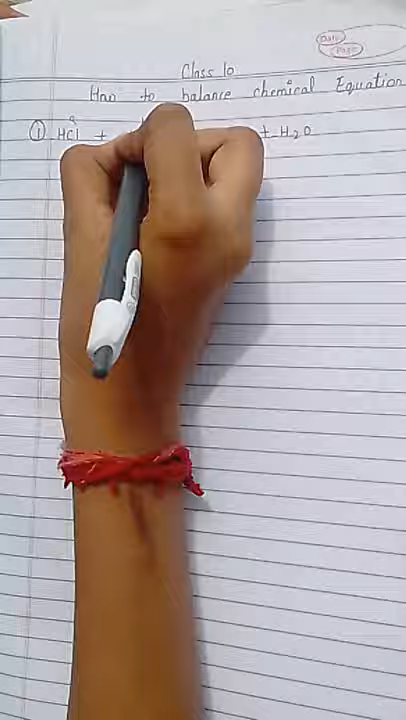 Date
Page
Class 10
How to balance chemical Equation
① HCl + + H₂O